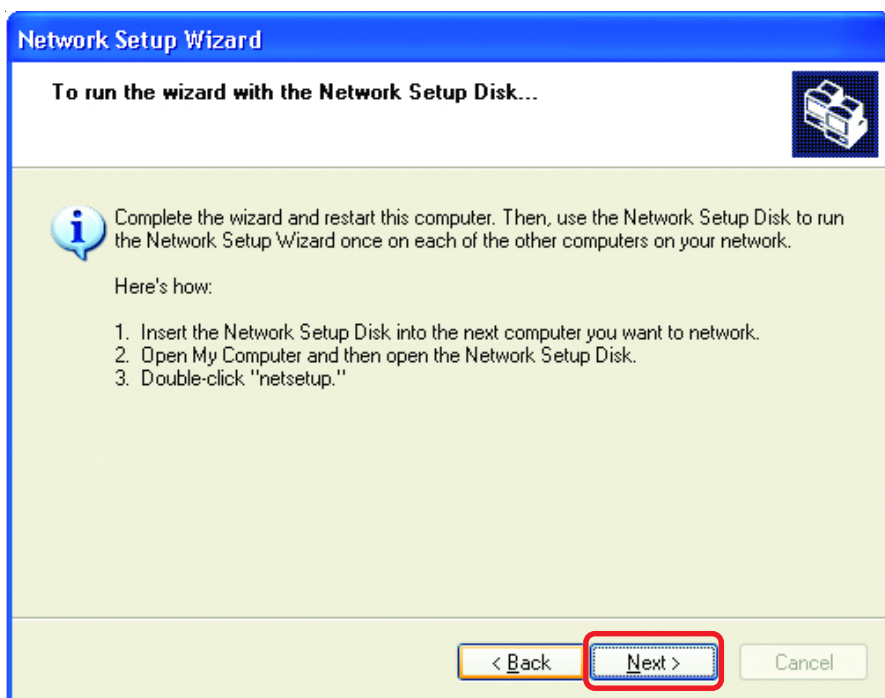 Network Setup Wizard
To run the wizard with the Network Setup Disk...
Complete the wizard and restart this computer. Then, use the Network Setup Disk to run
the Network Setup Wizard once on each of the other computers on your network.
Here's how:
1. Insert the Network Setup Disk into the next computer you want to network.
2. Open My Computer and then open the Network Setup Disk.
3. Double-click "netsetup."
< Back
Next >
Cancel